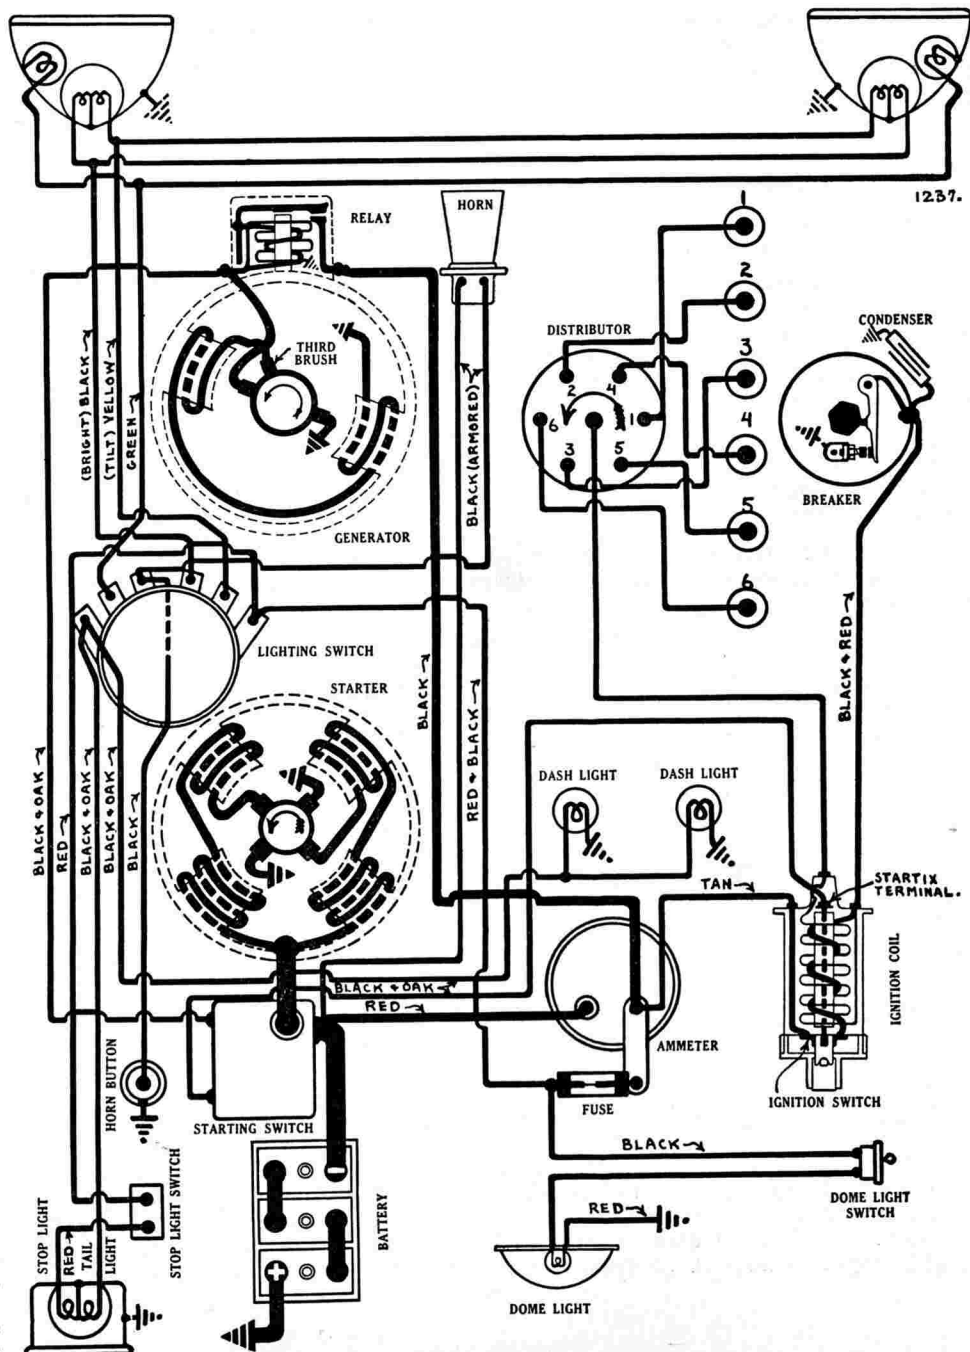 1237.
RELAY
HORN
1
2
3
4
5
6
DISTRIBUTOR
2
4
6
1
3
5
CONDENSER
BREAKER
THIRD
BRUSH
GENERATOR
(BRIGHT) BLACK
(TILT) YELLOW
GREEN
BLACK (ARMORED)
LIGHTING SWITCH
STARTER
BLACK
RED & BLACK
BLACK & RED
BLACK & OAK
RED
BLACK & OAK
BLACK & OAK
BLACK
DASH LIGHT
DASH LIGHT
TAN
STARTIX
TERMINAL.
IGNITION COIL
BLACK & OAK
RED
AMMETER
FUSE
IGNITION SWITCH
HORN BUTTON
STARTING SWITCH
BLACK
DOME LIGHT
SWITCH
STOP LIGHT SWITCH
STOP LIGHT
RED
TAIL
LIGHT
BATTERY
RED
DOME LIGHT